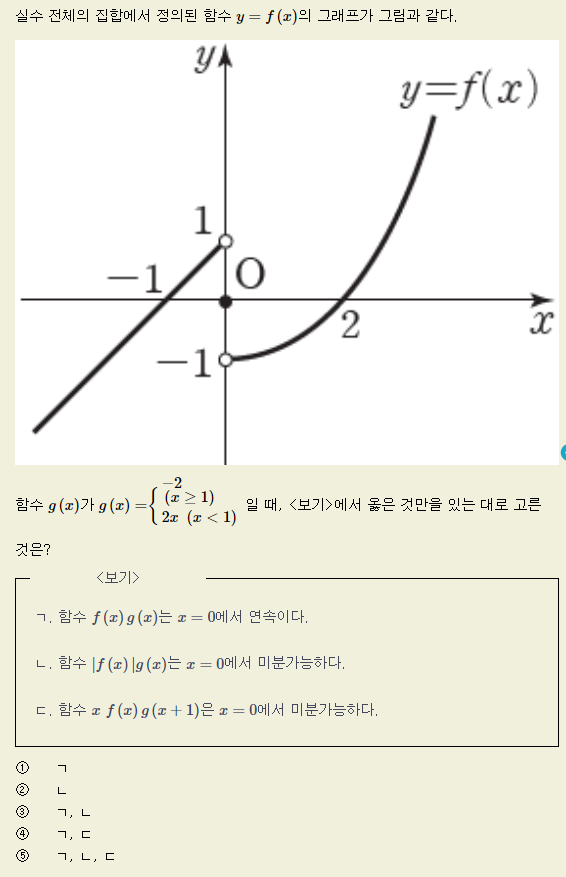 실수 전체의 집합에서 정의된 함수 y = f(x)의 그래프가 그림과 같다.
y
y=f(x)
1
O
−1
2
x
−1
함수 g(x)가 g(x) = { −2 (x ≥ 1) 2x (x < 1) 일 때, <보기>에서 옳은 것만을 있는 대로 고른
것은?
<보기>
ㄱ. 함수 f(x)g(x)는 x = 0에서 연속이다.
ㄴ. 함수 |f(x)|g(x)는 x = 0에서 미분가능하다.
ㄷ. 함수 x f(x)g(x + 1)은 x = 0에서 미분가능하다.
① ㄱ
② ㄴ
③ ㄱ, ㄴ
④ ㄱ, ㄷ
⑤ ㄱ, ㄴ, ㄷ